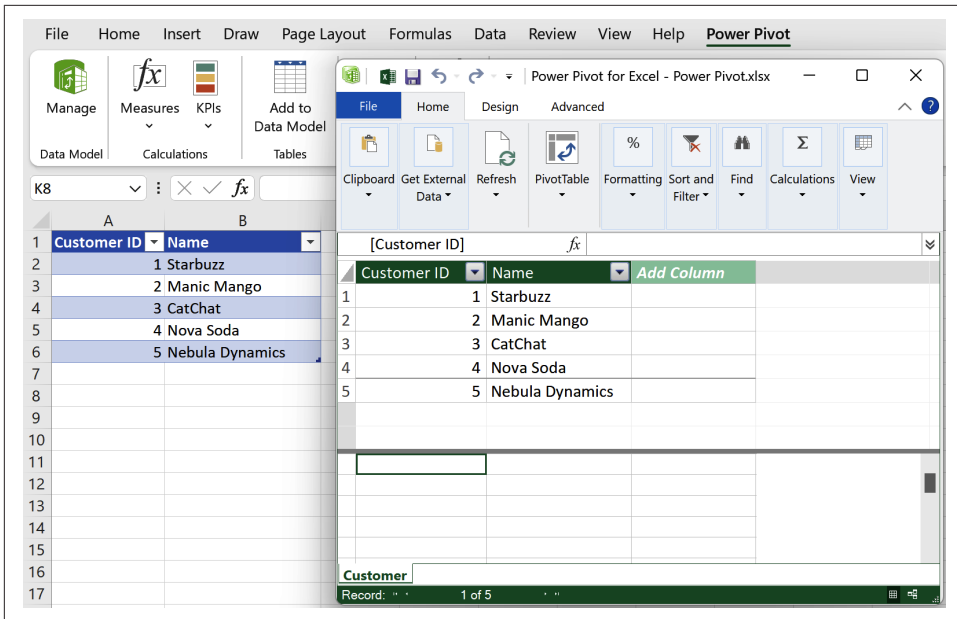 File Home Insert Draw Page Layout Formulas Data Review View Help Power Pivot
Manage
Measures
KPIs
Add to
Data Model
Data Model
Calculations
Tables
K8
fx
A B
1 Customer ID Name
2 1 Starbuzz
3 2 Manic Mango
4 3 CatChat
5 4 Nova Soda
6 5 Nebula Dynamics
7
8
9
10
11
12
13
14
15
16
17
Power Pivot for Excel - Power Pivot.xlsx
File Home Design Advanced
Clipboard
Get External
Data
Refresh
PivotTable
Formatting
Sort and
Filter
Find
Calculations
View
[Customer ID] fx
Customer ID Name Add Column
1 1 Starbuzz
2 2 Manic Mango
3 3 CatChat
4 4 Nova Soda
5 5 Nebula Dynamics
Customer
Record: 1 of 5